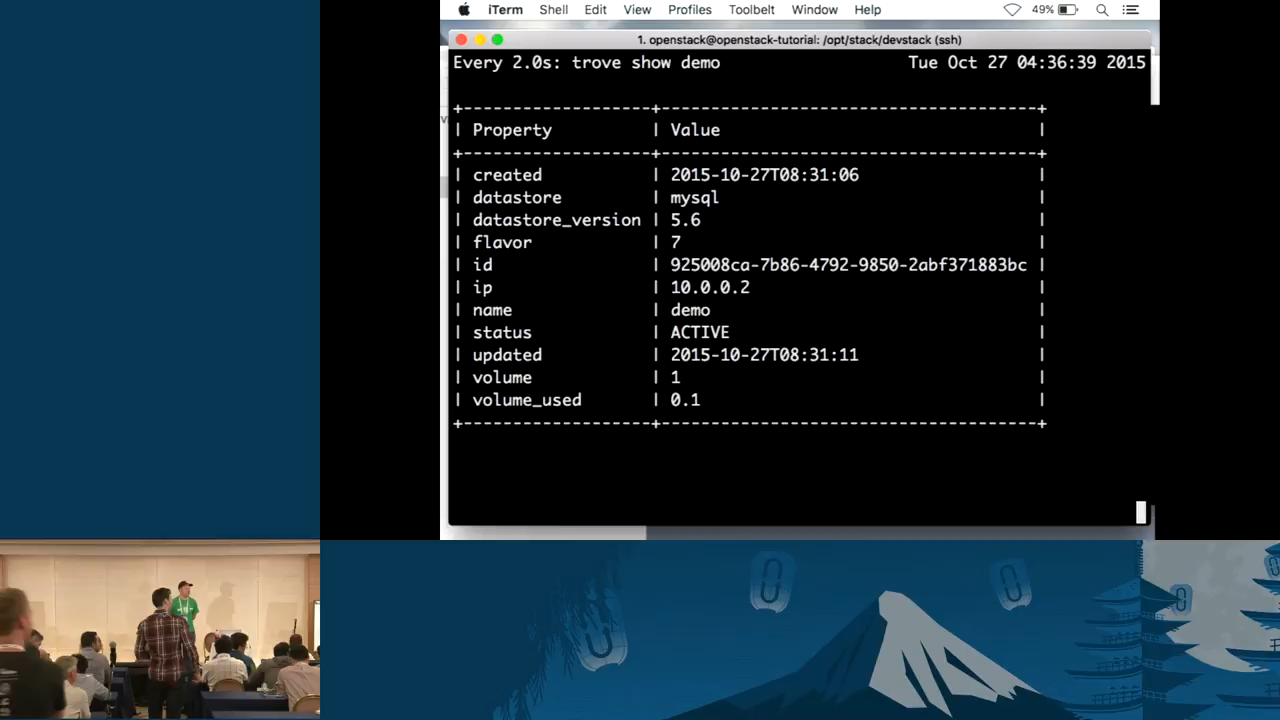 iTerm Shell Edit View Profiles Toolbelt Window Help 49%
1. openstack@openstack-tutorial: /opt/stack/devstack (ssh)
Every 2.0s: trove show demo Tue Oct 27 04:36:39 2015
+-------------------+--------------------------------------+
| Property | Value |
+-------------------+--------------------------------------+
| created | 2015-10-27T08:31:06 |
| datastore | mysql |
| datastore_version | 5.6 |
| flavor | 7 |
| id | 925008ca-7b86-4792-9850-2abf371883bc |
| ip | 10.0.0.2 |
| name | demo |
| status | ACTIVE |
| updated | 2015-10-27T08:31:11 |
| volume | 1 |
| volume_used | 0.1 |
+-------------------+--------------------------------------+